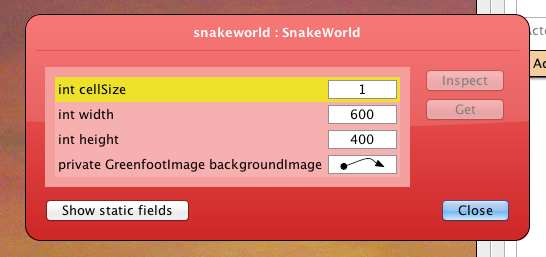 snakeworld : SnakeWorld
int cellSize 1
Inspect
int width 600
Get
int height 400
private GreenfootImage backgroundImage
Show static fields
Close